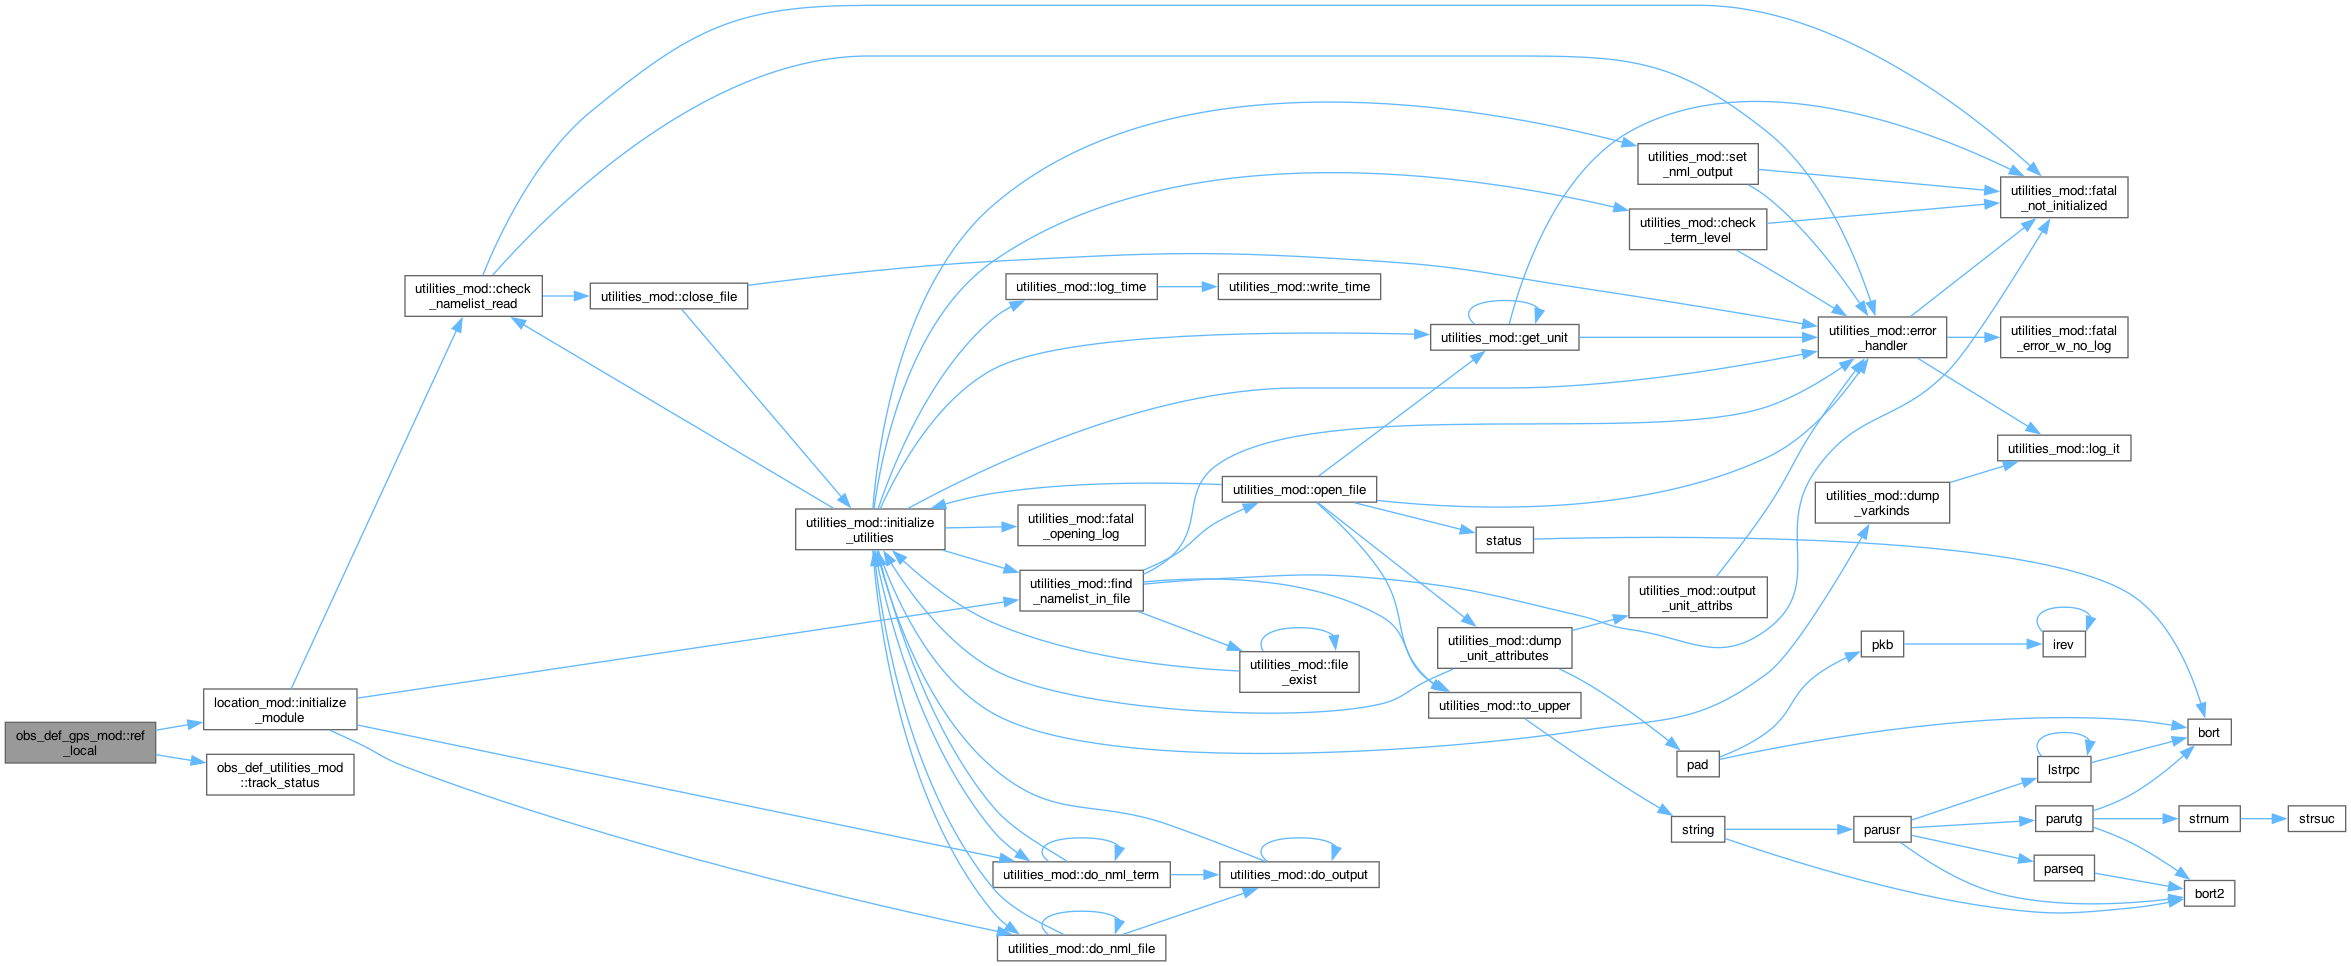 obs_def_gps_mod::ref
_local
location_mod::initialize
_module
obs_def_utilities_mod
::track_status
utilities_mod::check
_namelist_read
utilities_mod::close_file
utilities_mod::initialize
_utilities
utilities_mod::log_time
utilities_mod::write_time
utilities_mod::fatal
_opening_log
utilities_mod::find
_namelist_in_file
utilities_mod::do_nml_term
utilities_mod::do_nml_file
utilities_mod::open_file
utilities_mod::file
_exist
utilities_mod::do_output
utilities_mod::get_unit
status
utilities_mod::dump
_unit_attributes
utilities_mod::to_upper
utilities_mod::set
_nml_output
utilities_mod::check
_term_level
utilities_mod::output
_unit_attribs
pad
string
utilities_mod::error
_handler
utilities_mod::dump
_varkinds
pkb
parusr
utilities_mod::fatal
_not_initialized
utilities_mod::fatal
_error_w_no_log
utilities_mod::log_it
irev
lstrpc
parutg
parseq
bort
strnum
bort2
strsuc